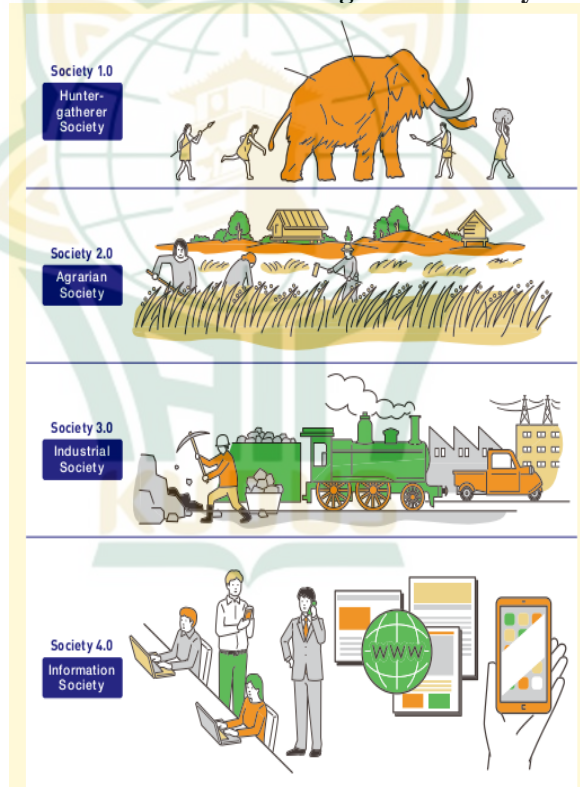 Society 1.0
Hunter-
gatherer
Society
Society 2.0
Agrarian
Society
Society 3.0
Industrial
Society
Society 4.0
Information
Society
WWW